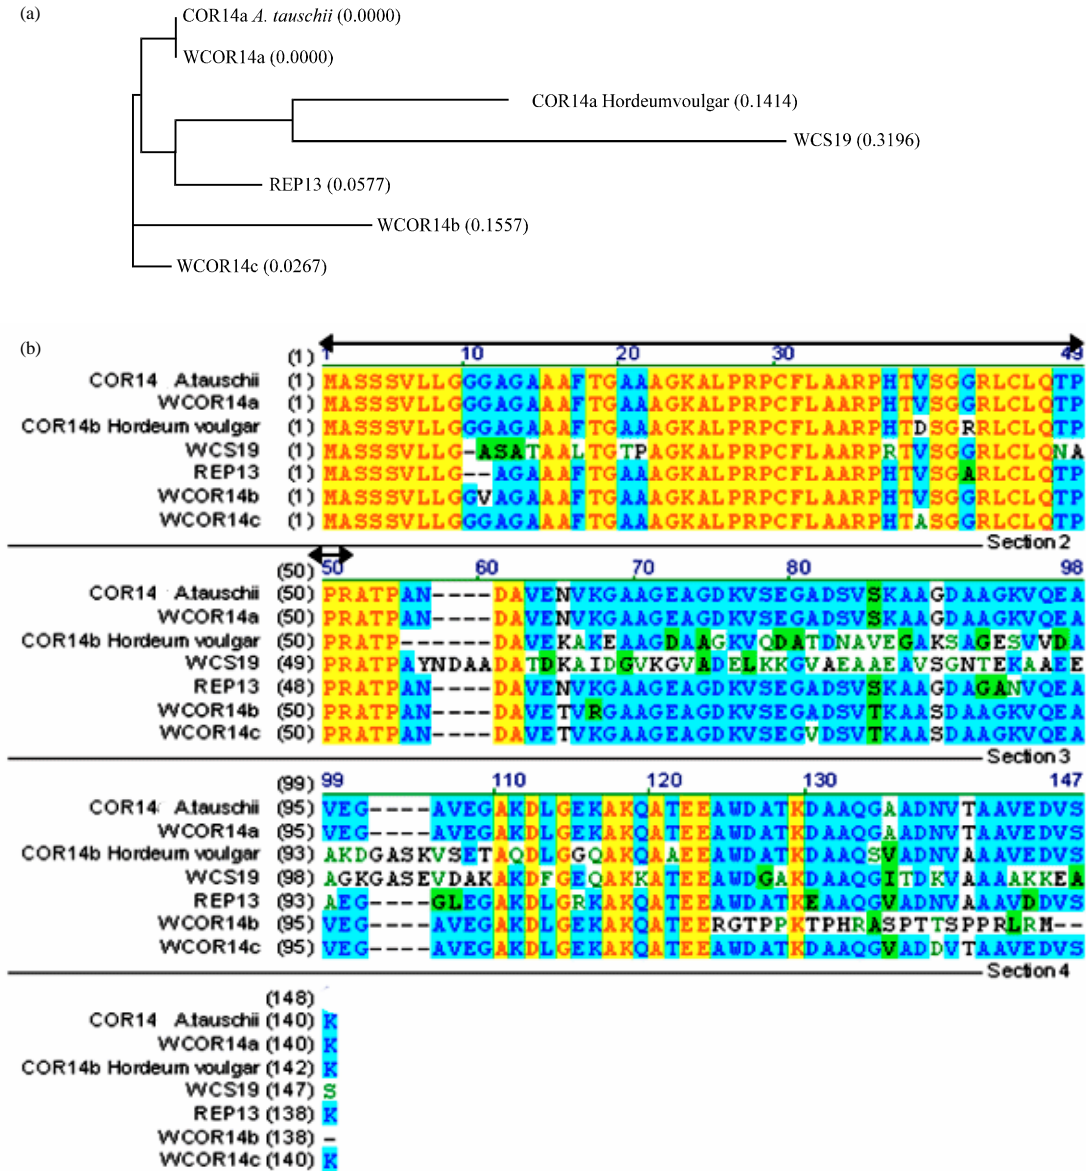 (a)
COR14a A. tauschii (0.0000)
WCOR14a (0.0000)
COR14a Hordeumvoulgar (0.1414)
WCS19 (0.3196)
REP13 (0.0577)
WCOR14b (0.1557)
WCOR14c (0.0267)
(b)
(1) 1 10 20 30 49
COR14 A.tauschii (1) MASSSVLLGGGAGAAAFTGAAAGKALPRPCFLAARPHTVSGGRLCLQTP
WCOR14a (1) MASSSVLLGGGAGAAAFTGAAAGKALPRPCFLAARPHTVSGGRLCLQTP
COR14b Hordeum voulgar (1) MASSSVLLGGGAGAAAFTGAAAGKALPRPCFLAARPHTDSGRRLCLQTP
WCS19 (1) MASSSVLLG-ASATAALTGTPAGKALPRPCFLAARPRTVSGGRLCLQNA
REP13 (1) MASSSVLLG--AGAAAFTGAAAGKALPRPCFLAARPHTVSGARLCLQTP
WCOR14b (1) MASSSVLLGGVAGAAAFTGAAAGKALPRPCFLAARPHTVSGGRLCLQTP
WCOR14c (1) MASSSVLLGGGAGAAAFTGAAAGKALPRPCFLAARPHTASGGRLCLQTP
Section 2
(50) 50 60 70 80 98
COR14 A.tauschii (50) PRATPAN----DAVENVKGAAGEAGDKVSEGADSVSKAAGDAAGKVQEA
WCOR14a (50) PRATPAN----DAVENVKGAAGEAGDKVSEGADSVSKAAGDAAGKVQEA
COR14b Hordeum voulgar (50) PRATP------DAVEKAKEAAGDAAGKVQDATDNAVEGAKSAGESVVDA
WCS19 (49) PRATPAYNDAADATDKAIDGVKGVADELKKGVAEAAEAVSGNTEKAAEE
REP13 (48) PRATPAN----DAVENVKGAAGEAGDKVSEGADSVSKAAGDAGANVQEA
WCOR14b (50) PRATPAN----DAVETVRGAAGEAGDKVSEGADSVTKAASDAAGKVQEA
WCOR14c (50) PRATPAN----DAVETVKGAAGEAGDKVSEGVDSVTKAASDAAGKVQEA
Section 3
(99) 99 110 120 130 147
COR14 A.tauschii (95) VEG----AVEGAKDLGEKAKQATEEAWDATKDAAQGAADNVTAAVEDVS
WCOR14a (95) VEG----AVEGAKDLGEKAKQATEEAWDATKDAAQGAADNVTAAVEDVS
COR14b Hordeum voulgar (93) AKDGASKVSETAQDLGGQAKQAAEEAWDATKDAAQSVADNVAAAVEDVS
WCS19 (98) AGKGASEVDAKAKDFGEQAKKATEEAWDGAKDAAQGITDKVAAAAKKEA
REP13 (93) AEG----GLEGAKDLGRKAKQATEEAWDATKEAAQGVADNVAAAVDDVS
WCOR14b (95) VEG----AVEGAKDLGEKAKQATEERGTPPKTPHRASPTTSPPRLRM--
WCOR14c (95) VEG----AVEGAKDLGEKAKQATEEAWDATKDAAQGVADDVTAAVEDVS
Section 4
(148)
COR14 A.tauschii (140) K
WCOR14a (140) K
COR14b Hordeum voulgar (142) K
WCS19 (147) S
REP13 (138) K
WCOR14b (138) -
WCOR14c (140) K